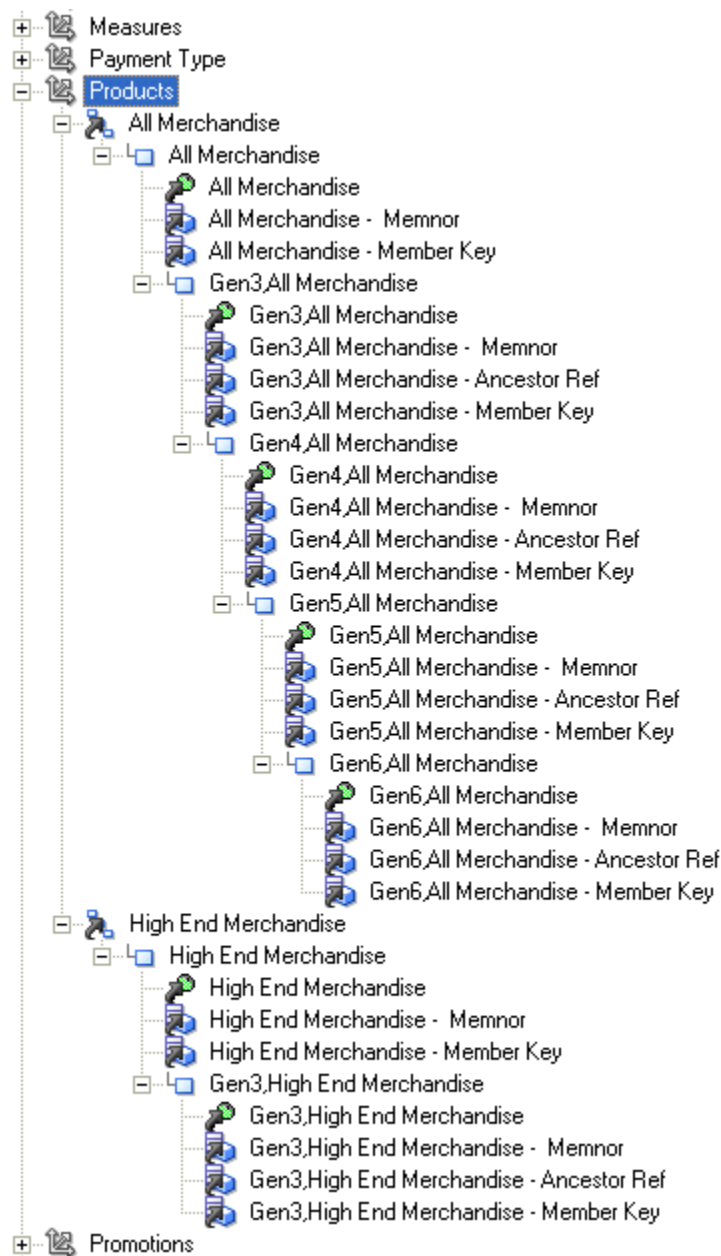 Measures
Payment Type
Products
All Merchandise
All Merchandise
All Merchandise
All Merchandise -  Memnor
All Merchandise - Member Key
Gen3,All Merchandise
Gen3,All Merchandise
Gen3,All Merchandise -  Memnor
Gen3,All Merchandise - Ancestor Ref
Gen3,All Merchandise - Member Key
Gen4,All Merchandise
Gen4,All Merchandise
Gen4,All Merchandise -  Memnor
Gen4,All Merchandise - Ancestor Ref
Gen4,All Merchandise - Member Key
Gen5,All Merchandise
Gen5,All Merchandise
Gen5,All Merchandise -  Memnor
Gen5,All Merchandise - Ancestor Ref
Gen5,All Merchandise - Member Key
Gen6,All Merchandise
Gen6,All Merchandise
Gen6,All Merchandise -  Memnor
Gen6,All Merchandise - Ancestor Ref
Gen6,All Merchandise - Member Key
High End Merchandise
High End Merchandise
High End Merchandise
High End Merchandise -  Memnor
High End Merchandise - Member Key
Gen3,High End Merchandise
Gen3,High End Merchandise
Gen3,High End Merchandise -  Memnor
Gen3,High End Merchandise - Ancestor Ref
Gen3,High End Merchandise - Member Key
Promotions